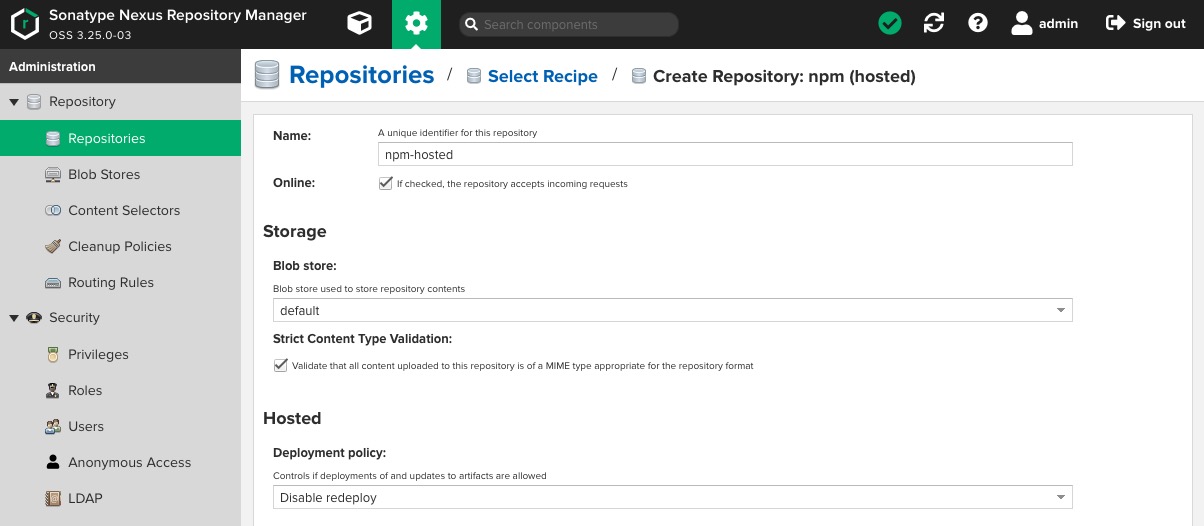 Sonatype Nexus Repository Manager
OSS 3.25.0-03
Search components
admin
Sign out
Administration
Repository
Repositories
Blob Stores
Content Selectors
Cleanup Policies
Routing Rules
Security
Privileges
Roles
Users
Anonymous Access
LDAP
Repositories / Select Recipe / Create Repository: npm (hosted)
Name:
A unique identifier for this repository
npm-hosted
Online:
If checked, the repository accepts incoming requests
Storage
Blob store:
Blob store used to store repository contents
default
Strict Content Type Validation:
Validate that all content uploaded to this repository is of a MIME type appropriate for the repository format
Hosted
Deployment policy:
Controls if deployments of and updates to artifacts are allowed
Disable redeploy